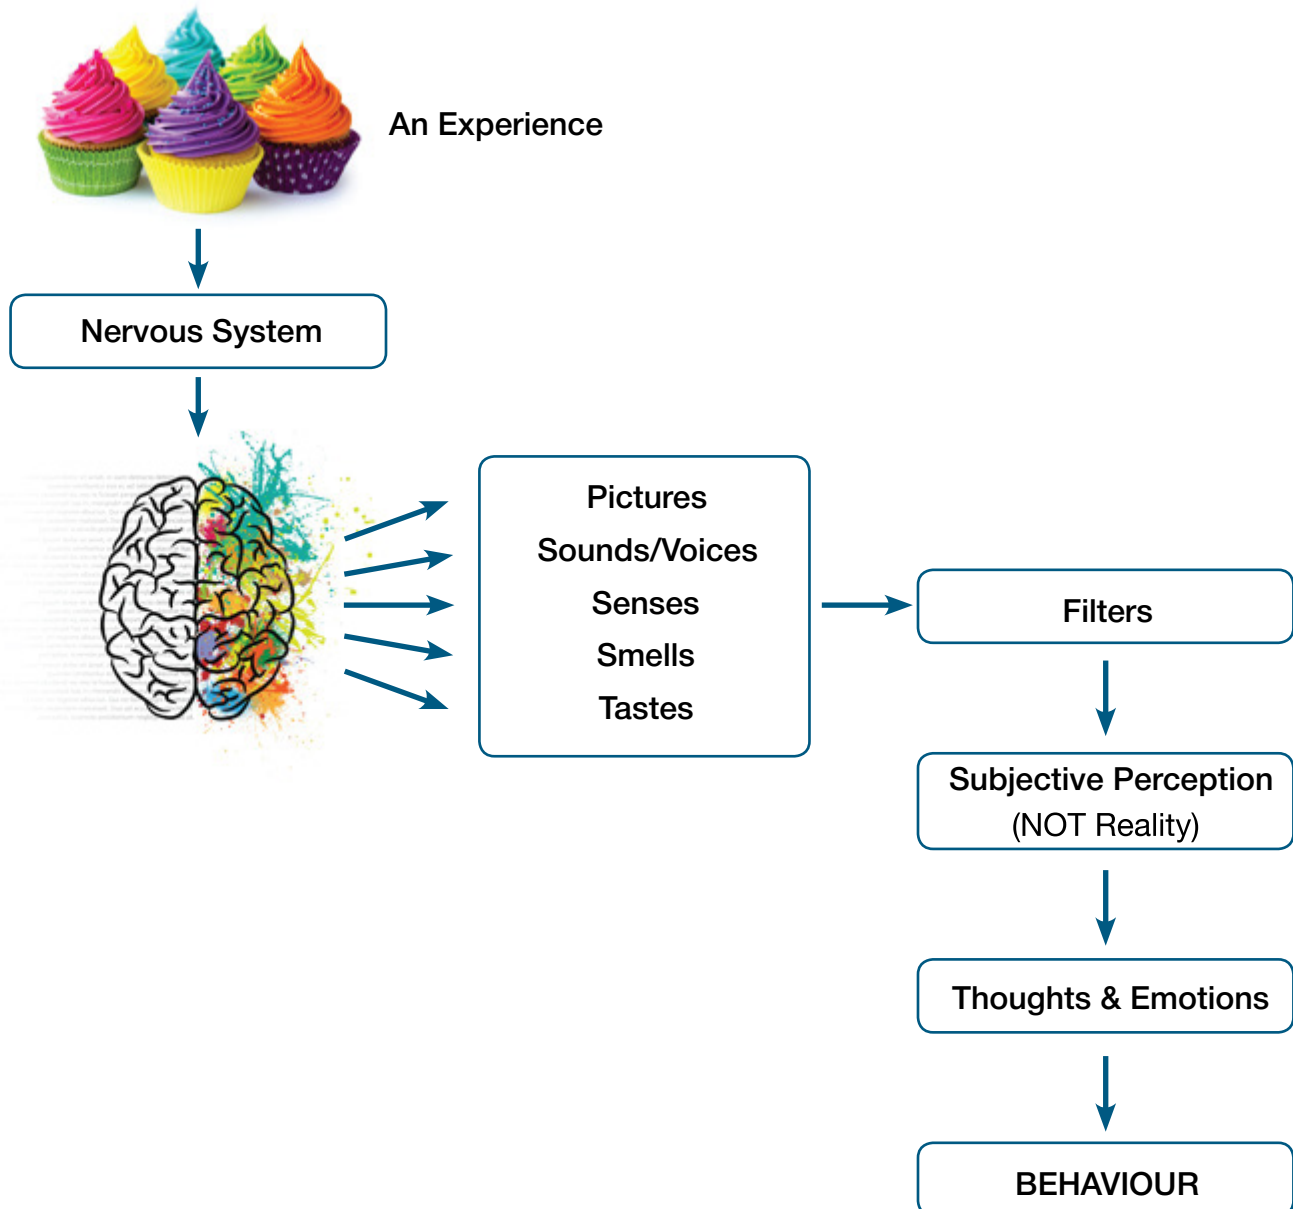 An Experience
Nervous System
Pictures
Sounds/Voices
Senses
Smells
Tastes
Filters
Subjective Perception
(NOT Reality)
Thoughts & Emotions
BEHAVIOUR